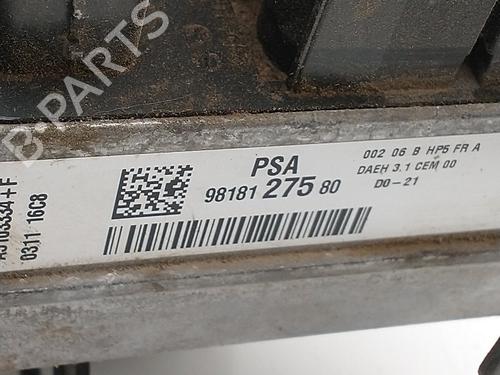 PSA
98181 275 80
002 06 B HP5 FR A
DAEH 3.1 CEM 00
D0-21
0311 16C8
B-PARTS